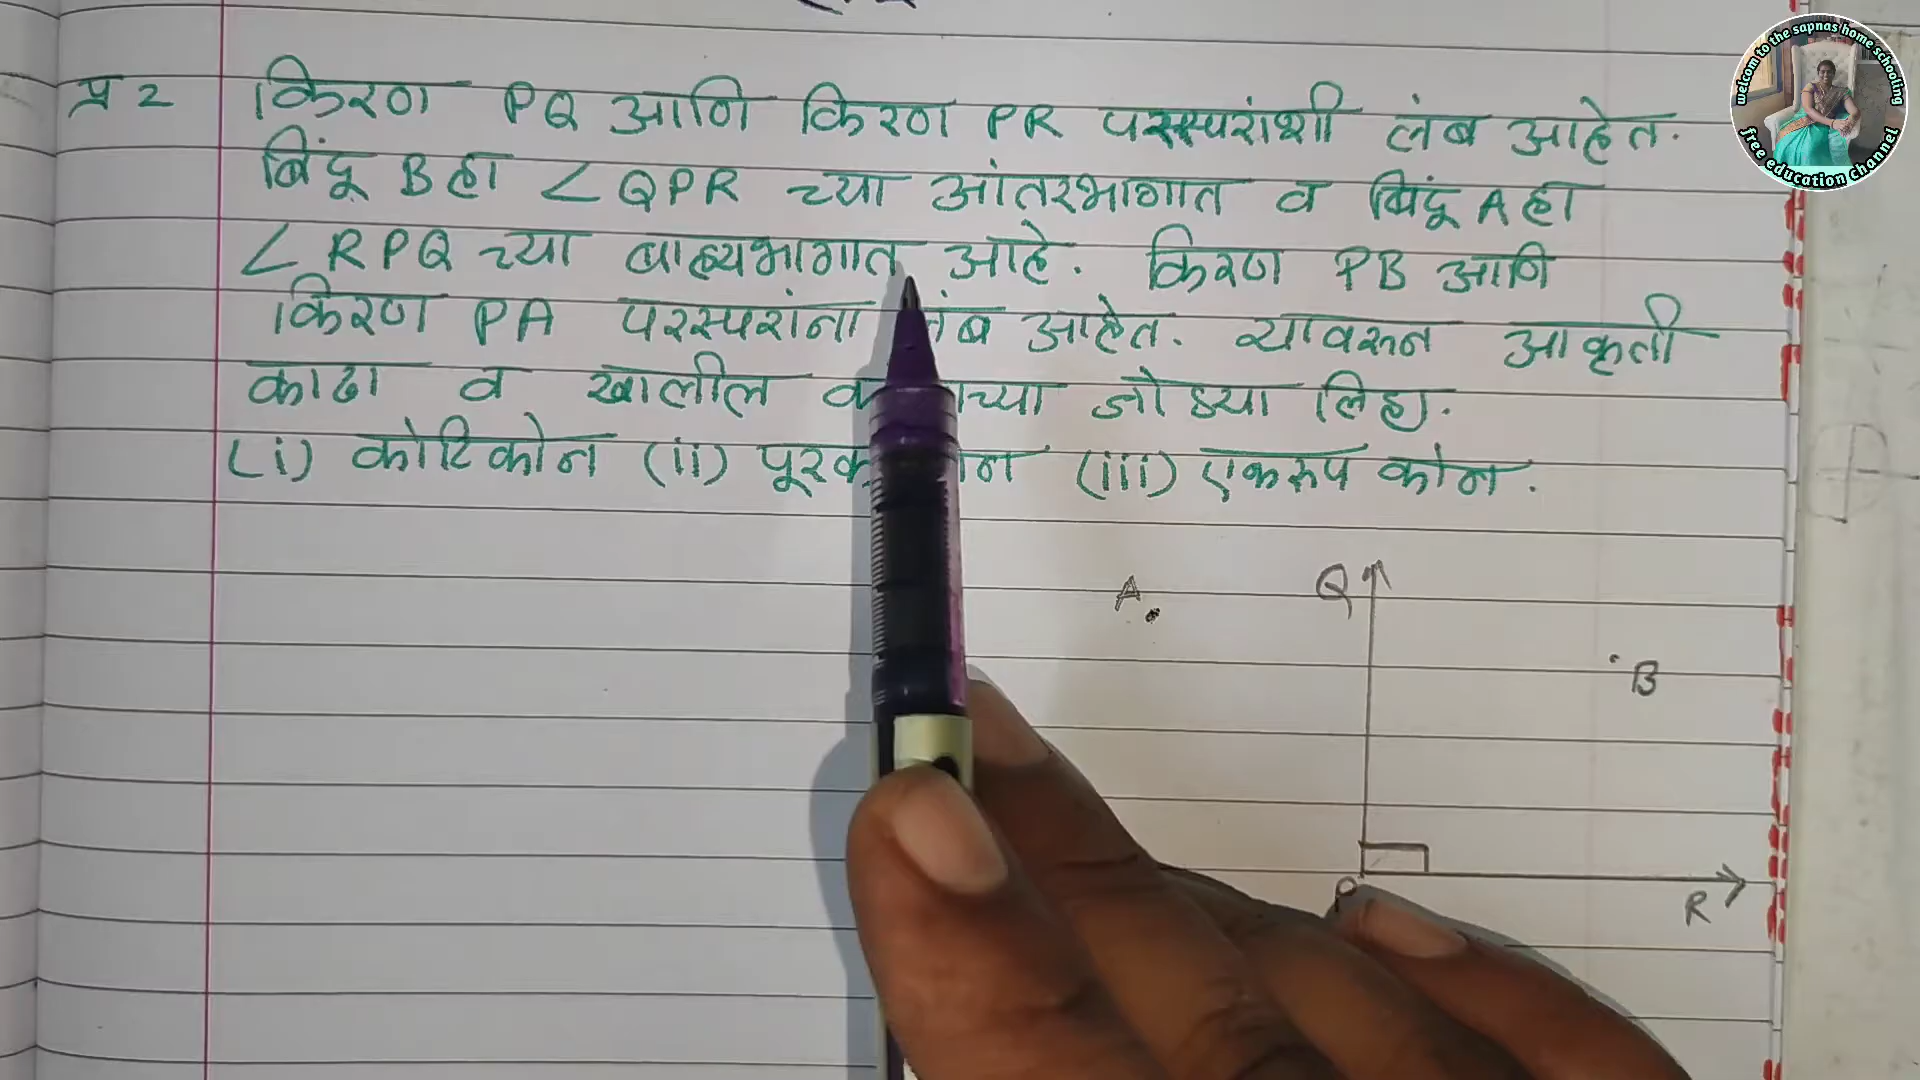 प्र 2 किरण PQ आणि किरण PR परस्परांशी लंब आहेत.
बिंदू B हा ∠QPR च्या आंतरभागात व बिंदू A हा
∠RPQ च्या बाह्यभागात आहे. किरण PB आणि
किरण PA परस्परांना लंब आहेत. यावरून आकृती
काढा व खालील च्या जोड्या लिहा.
(i) कोटिकोन (ii) (iii) एकरुप कोन.
A. Q
B
P
R
welcom to the sapnas home schooling
free education channel